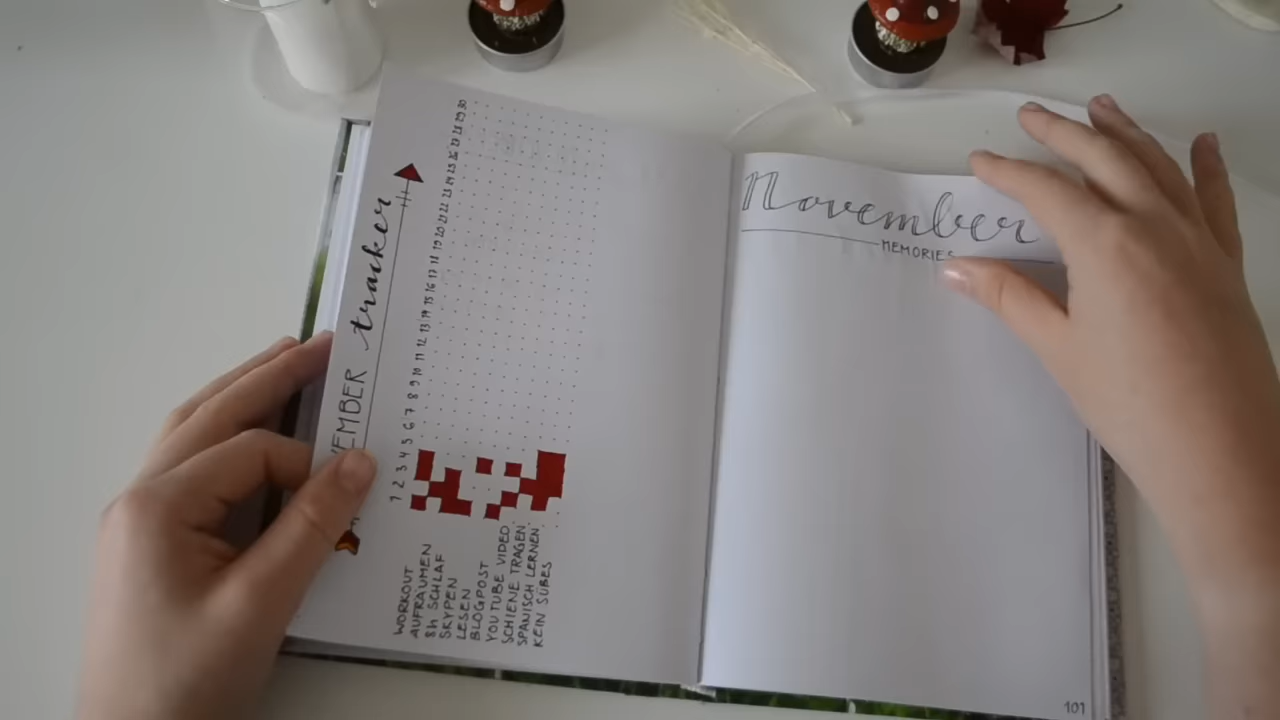 EMBER tracker
1 2 3 4 5 6 7 8 9 10 11 12 13 14 15 16 17 18 19 20 21 22 23 24 25 26 27 28 29 30
WORKOUT
AUFRÄUMEN
8h SCHLAF
SKYPEN
LESEN
BLOGPOST
YOUTUBE VIDEO
SCHIENE TRAGEN
SPANISCH LERNEN
KEIN SÜßES
November
MEMORIES
101